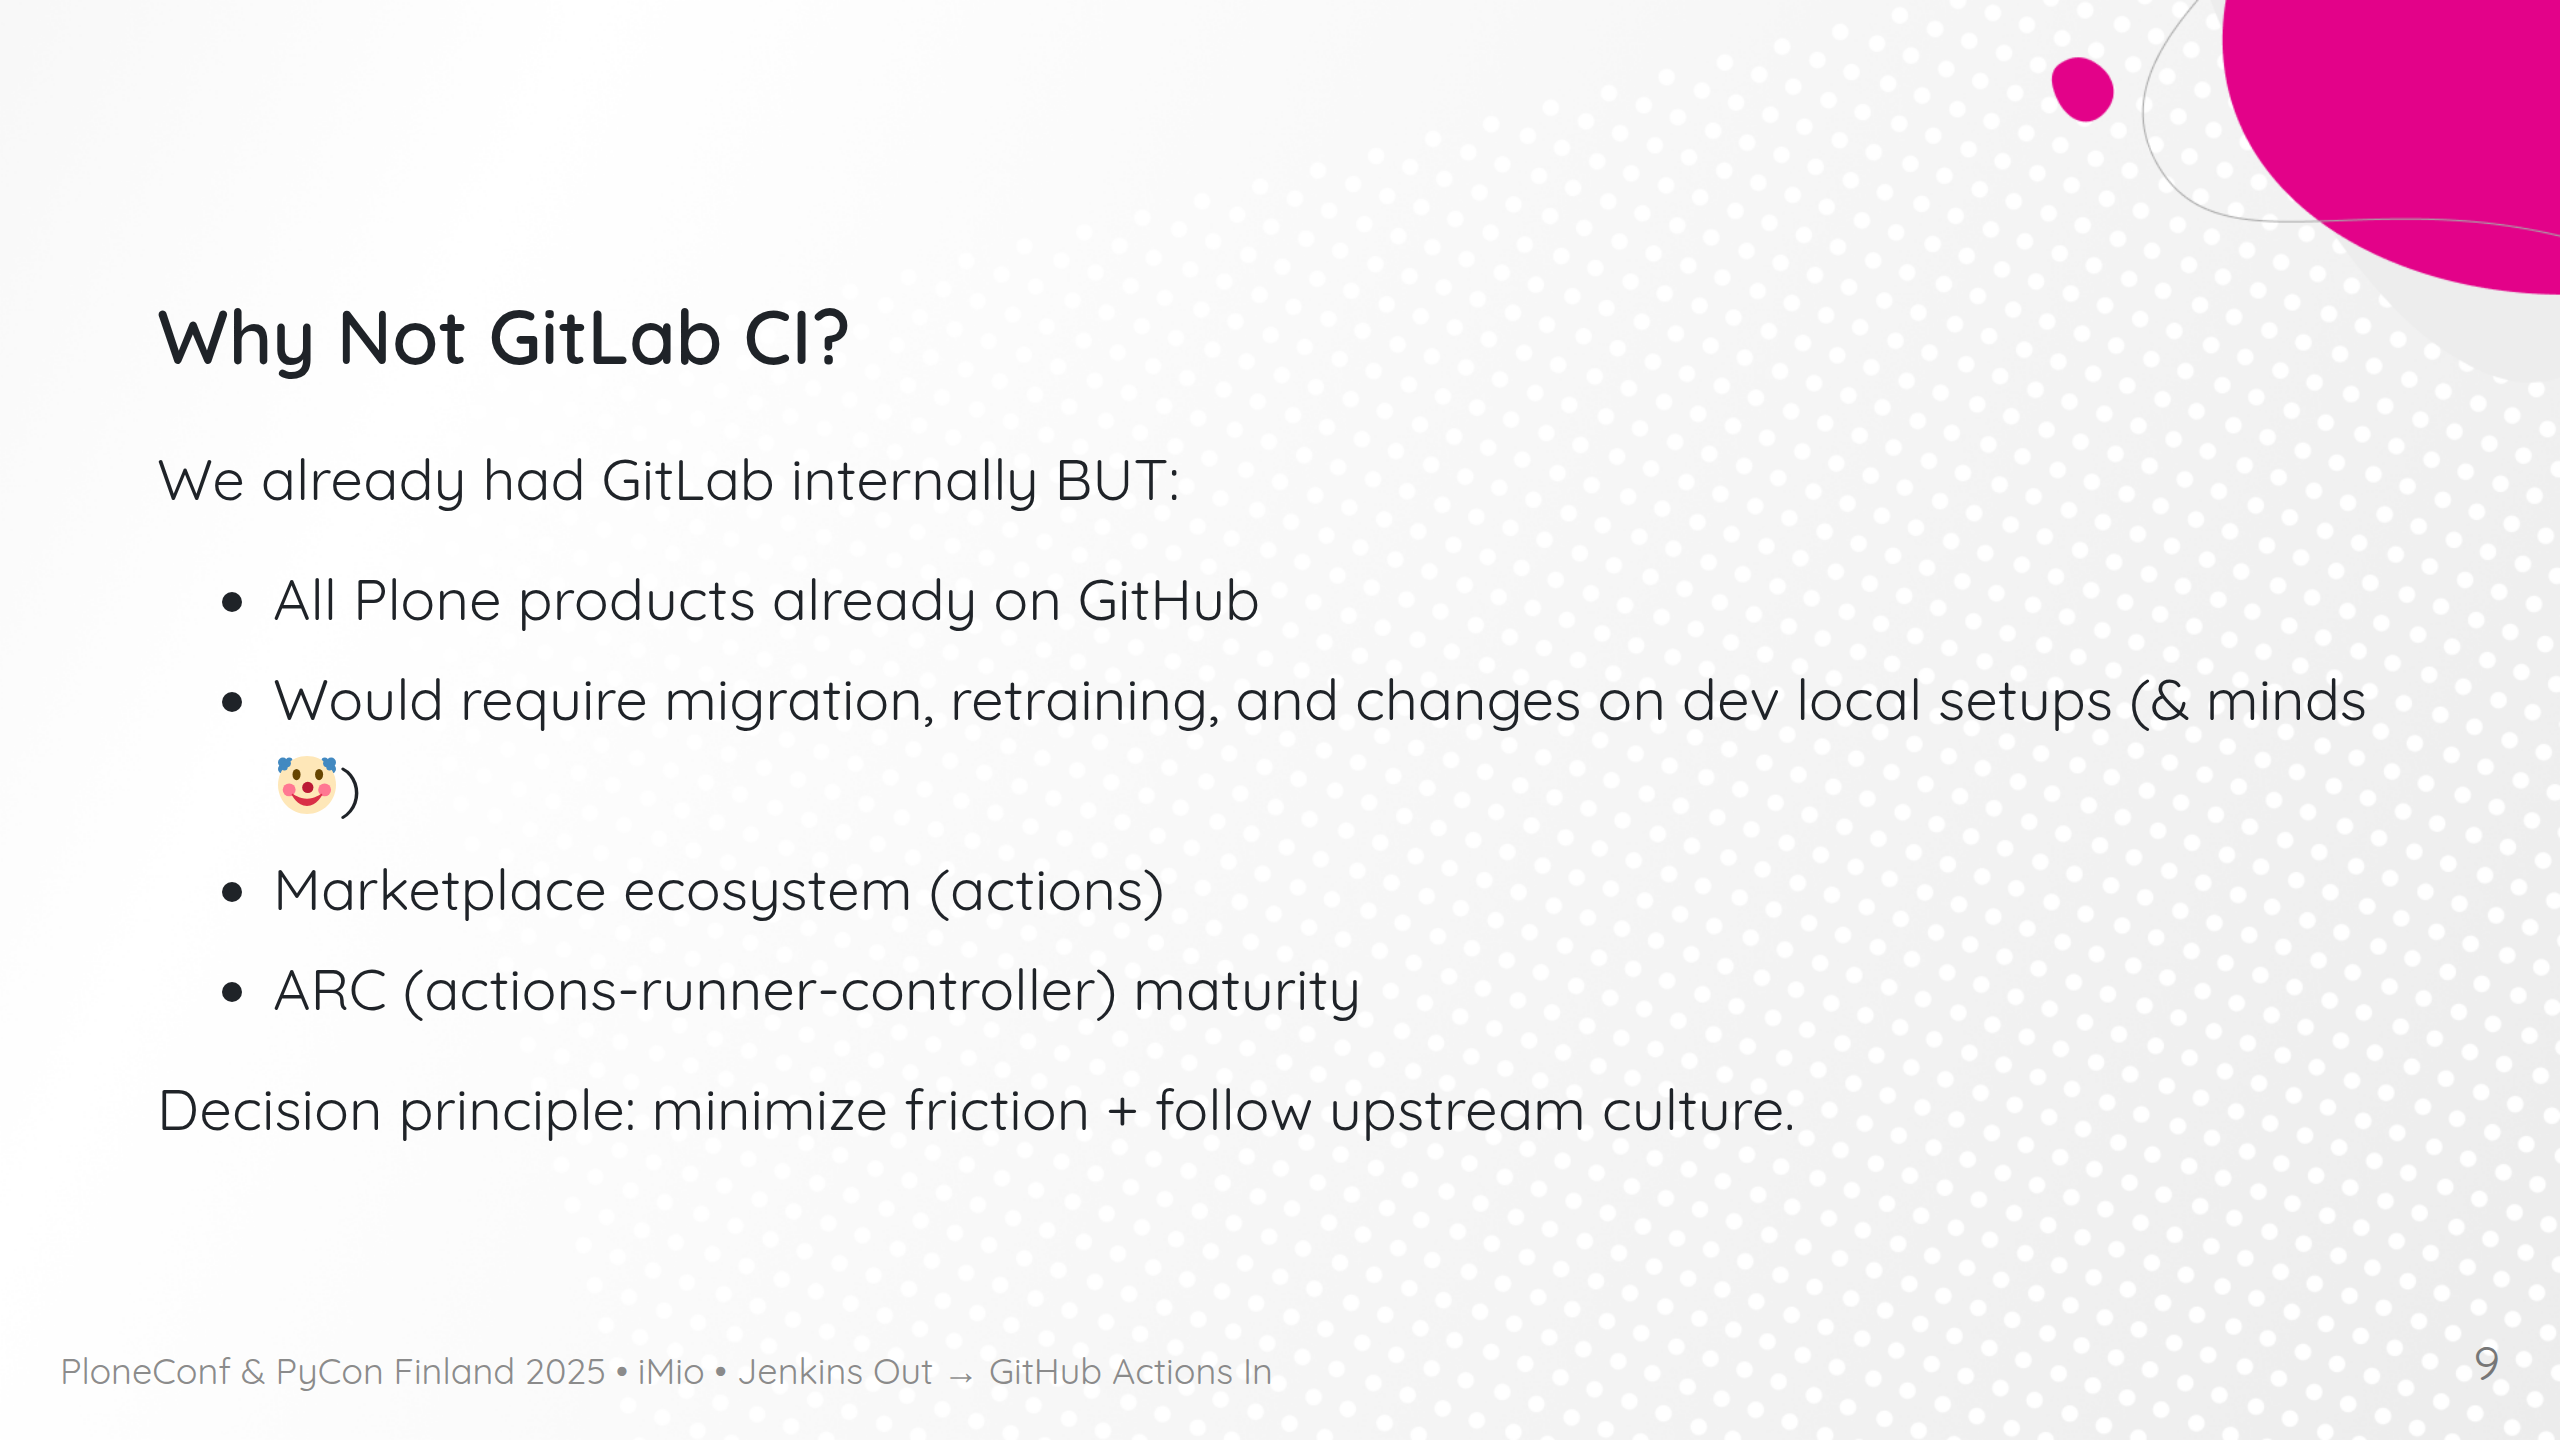 Why Not GitLab CI?
We already had GitLab internally BUT:
• All Plone products already on GitHub
• Would require migration, retraining, and changes on dev local setups (& minds
🤡)
• Marketplace ecosystem (actions)
• ARC (actions-runner-controller) maturity
Decision principle: minimize friction + follow upstream culture.
PloneConf & PyCon Finland 2025 • iMio • Jenkins Out → GitHub Actions In
9